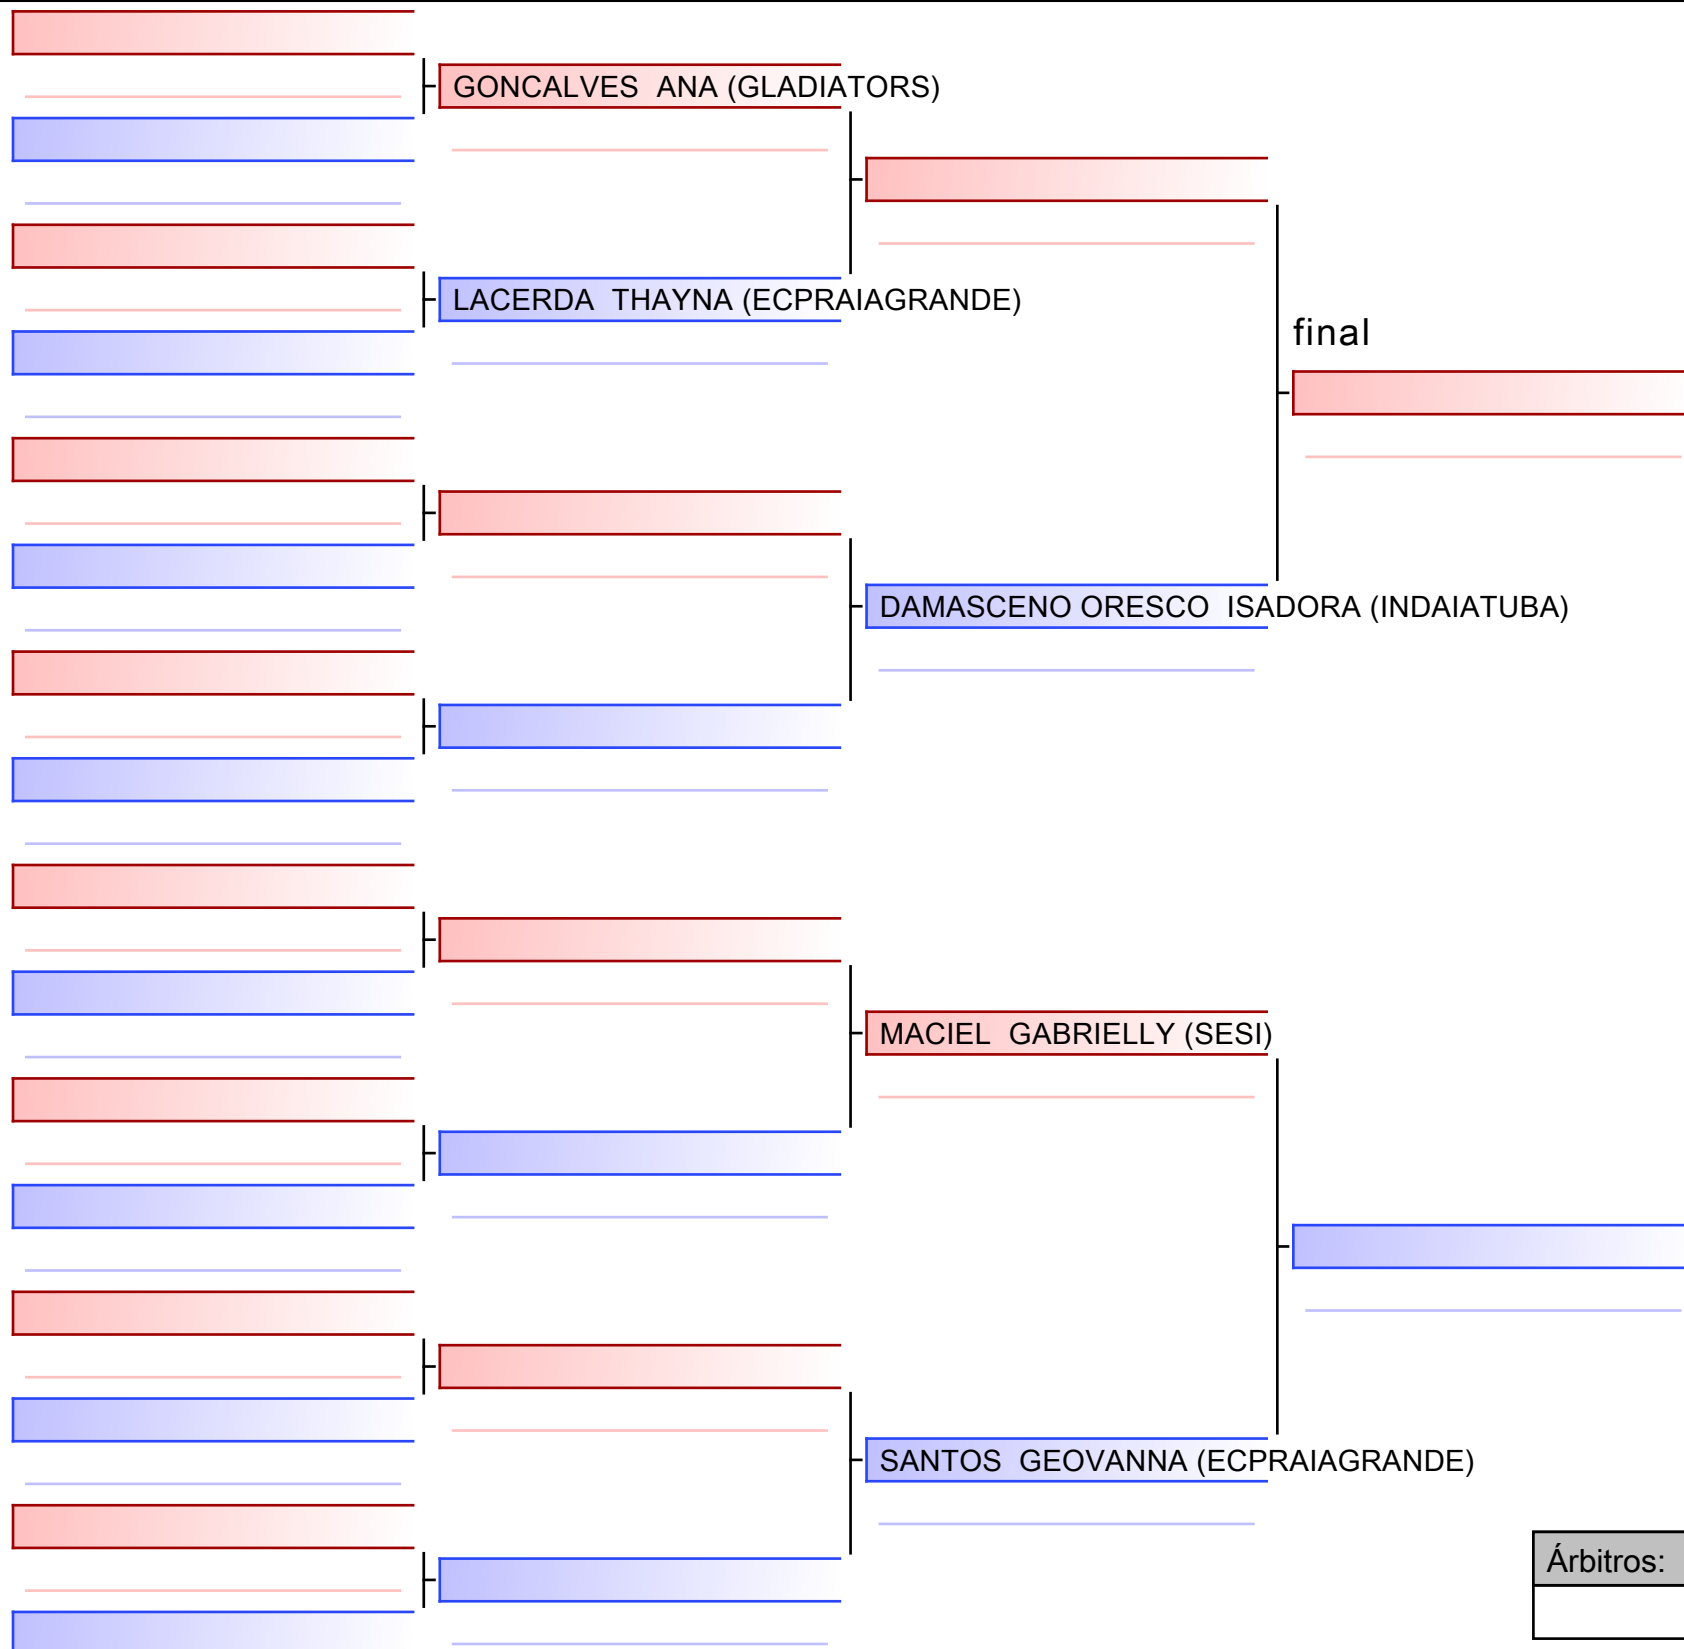 GONCALVES  ANA (GLADIATORS)
LACERDA  THAYNA (ECPRAIAGRANDE)
final
DAMASCENO ORESCO  ISADORA (INDAIATUBA)
MACIEL  GABRIELLY (SESI)
SANTOS  GEOVANNA (ECPRAIAGRANDE)
Árbitros: